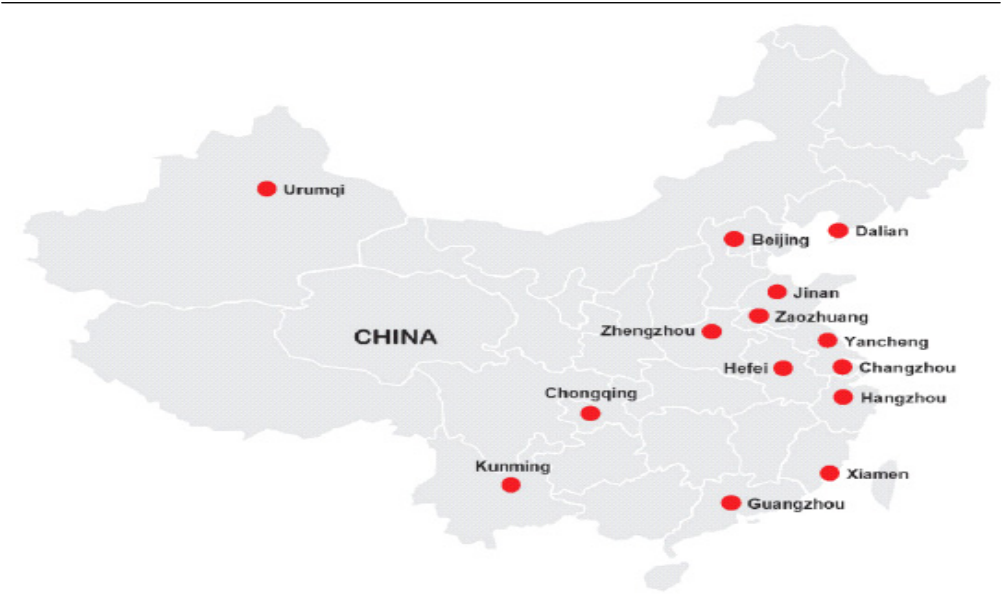 Urumqi
Dalian
Beijing
Jinan
Zaozhuang
Zhengzhou
CHINA
Yancheng
Hefei
Changzhou
Chongqing
Hangzhou
Kunming
Xiamen
Guangzhou